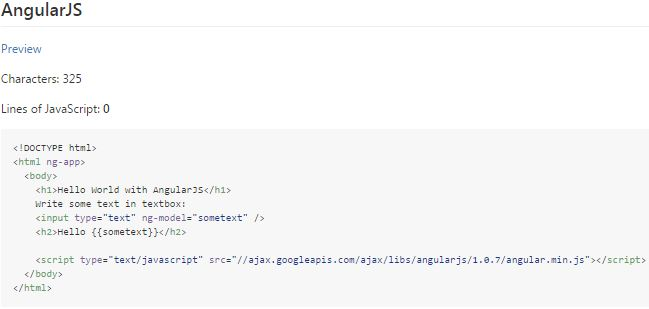 AngularJS
Preview
Characters: 325
Lines of JavaScript: 0
<!DOCTYPE html>
<html ng-app>
  <body>
    <h1>Hello World with AngularJS</h1>
    Write some text in textbox:
    <input type="text" ng-model="sometext" />
    <h2>Hello {{sometext}}</h2>
    <script type="text/javascript" src="//ajax.googleapis.com/ajax/libs/angularjs/1.0.7/angular.min.js"></script>
  </body>
</html>